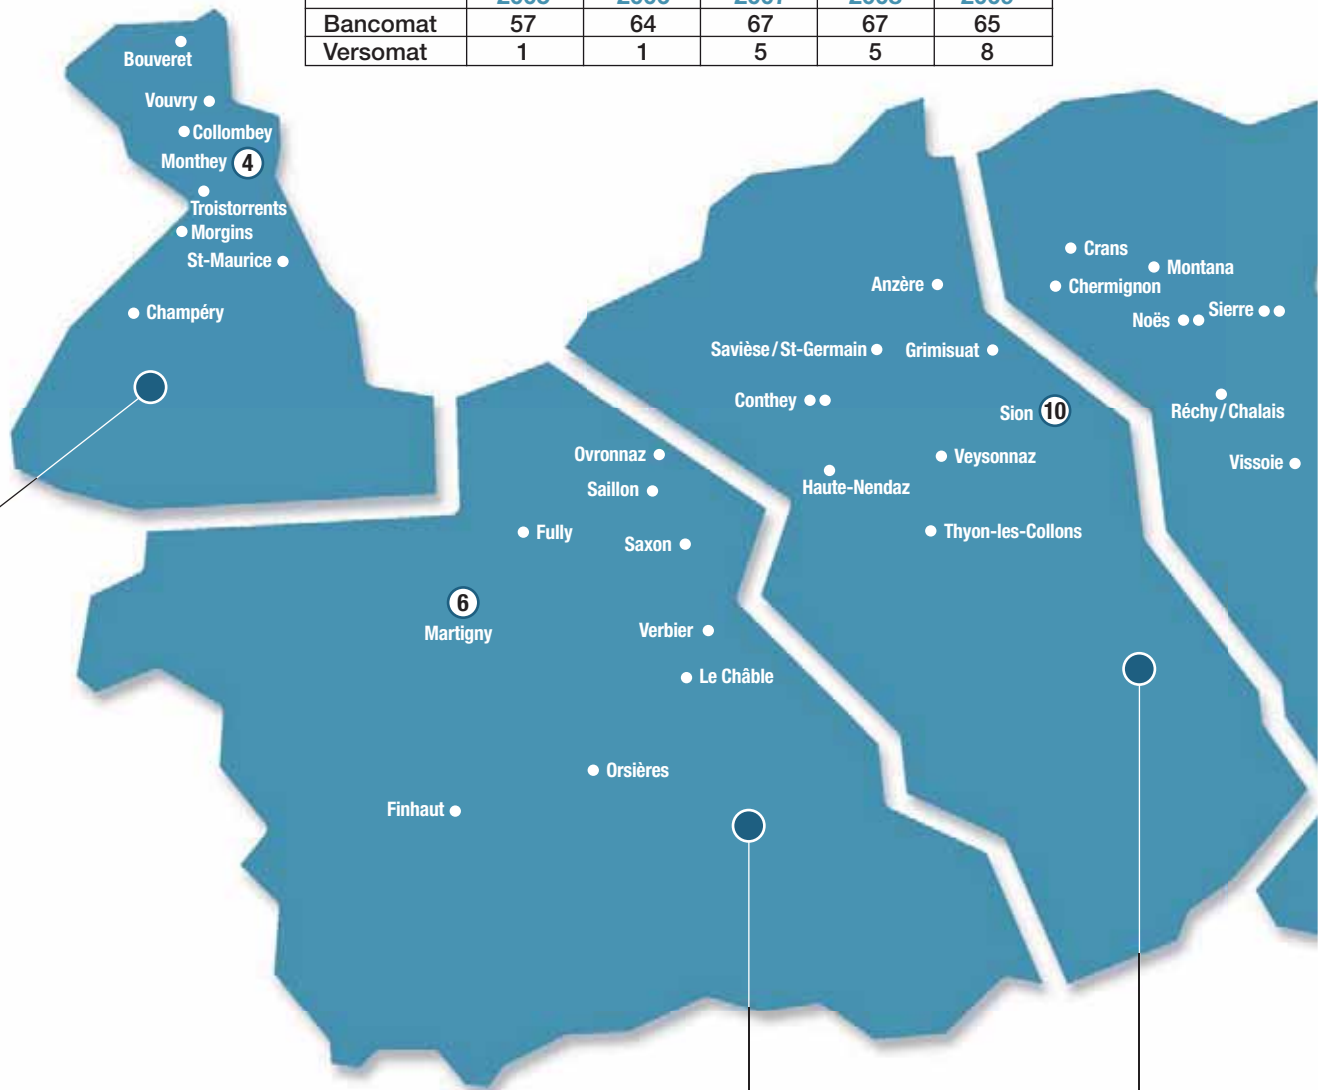 Bancomat 57 64 67 67 65
Versomat 1 1 5 5 8
Bouveret
Vouvry
Collombey
Monthey 4
Troistorrents
Morgins
St-Maurice
Champéry
Ovronnaz
Saillon
Fully
Saxon
6
Martigny
Verbier
Le Châble
Orsières
Finhaut
Anzère
Savièse / St-Germain
Grimisuat
Conthey
Sion 10
Veysonnaz
Haute-Nendaz
Thyon-les-Collons
Crans
Montana
Chermignon
Noës
Sierre
Réchy / Chalais
Vissoie